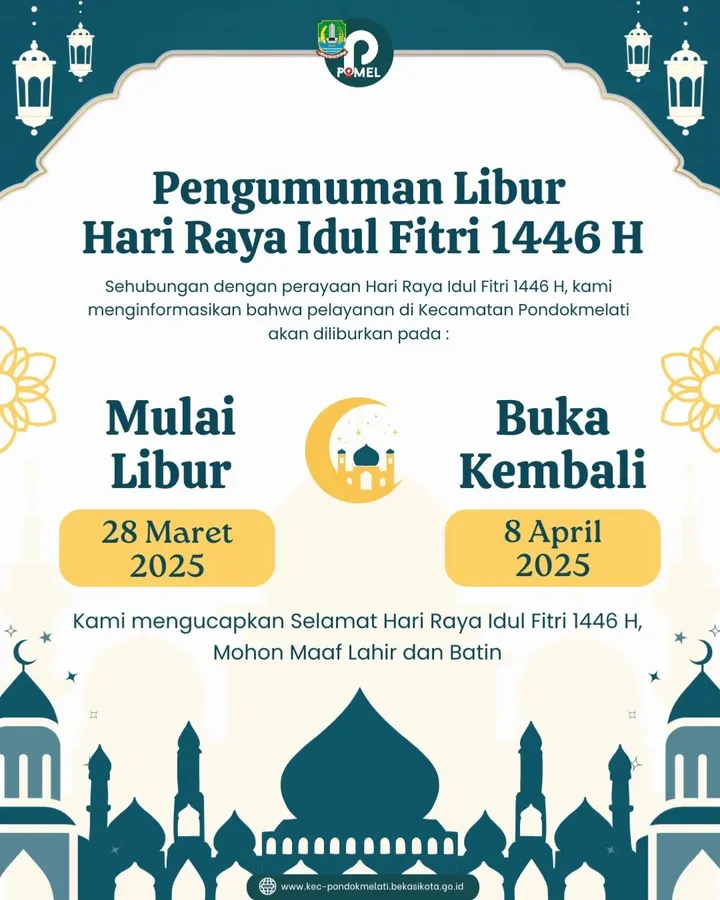 POMEL
Pengumuman Libur
Hari Raya Idul Fitri 1446 H
Sehubungan dengan perayaan Hari Raya Idul Fitri 1446 H, kami
menginformasikan bahwa pelayanan di Kecamatan Pondokmelati
akan diliburkan pada :
Mulai
Libur
28 Maret
2025
Buka
Kembali
8 April
2025
Kami mengucapkan Selamat Hari Raya Idul Fitri 1446 H,
Mohon Maaf Lahir dan Batin
www.kec-pondokmelati.bekasikota.go.id